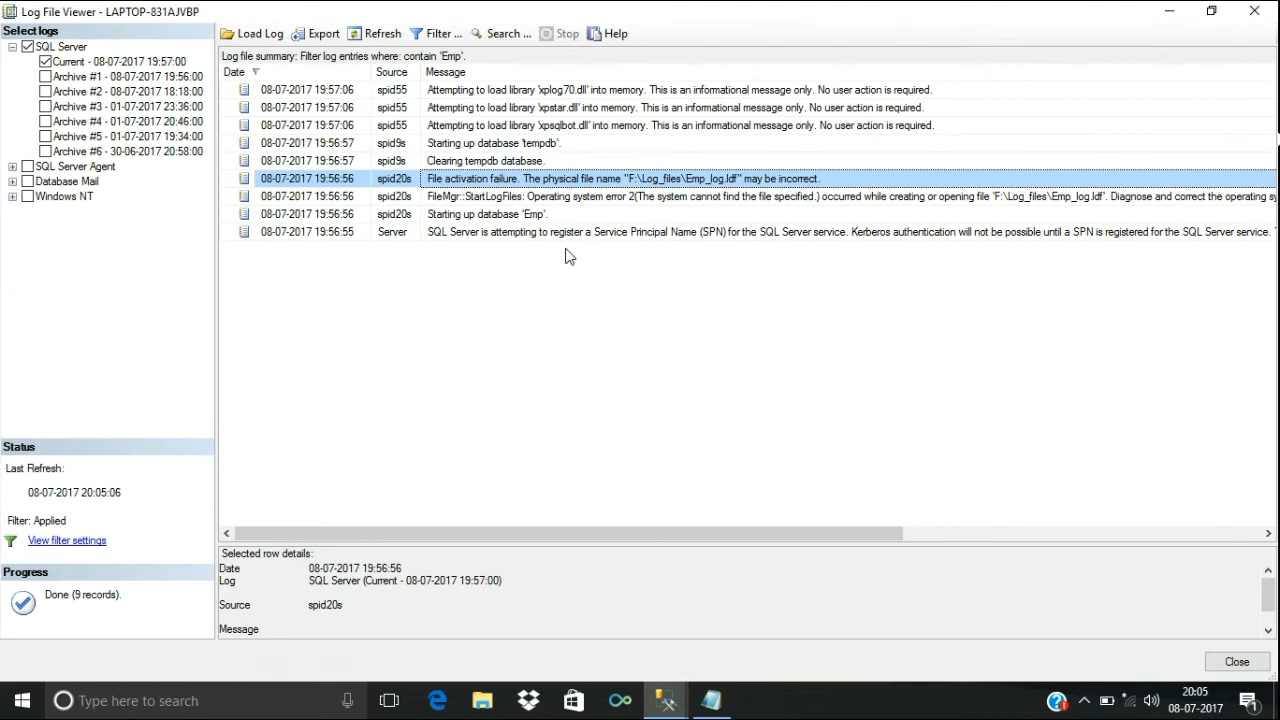 Log File Viewer - LAPTOP-831AJVBP
Select logs
SQL Server
Current - 08-07-2017 19:57:00
Archive #1 - 08-07-2017 19:56:00
Archive #2 - 08-07-2017 18:18:00
Archive #3 - 01-07-2017 23:36:00
Archive #4 - 01-07-2017 20:46:00
Archive #5 - 01-07-2017 19:34:00
Archive #6 - 30-06-2017 20:58:00
SQL Server Agent
Database Mail
Windows NT
Status
Last Refresh:
08-07-2017 20:05:06
Filter: Applied
View filter settings
Progress
Done (9 records).
Load Log Export Refresh Filter ... Search ... Stop Help
Log file summary: Filter log entries where: contain 'Emp'.
Date Source Message
08-07-2017 19:57:06 spid55 Attempting to load library 'xplog70.dll' into memory. This is an informational message only. No user action is required.
08-07-2017 19:57:06 spid55 Attempting to load library 'xpstar.dll' into memory. This is an informational message only. No user action is required.
08-07-2017 19:57:06 spid55 Attempting to load library 'xpsqlbot.dll' into memory. This is an informational message only. No user action is required.
08-07-2017 19:56:57 spid9s Starting up database 'tempdb'.
08-07-2017 19:56:57 spid9s Clearing tempdb database.
08-07-2017 19:56:56 spid20s File activation failure. The physical file name "F:\Log_files\Emp_log.ldf" may be incorrect.
08-07-2017 19:56:56 spid20s FileMgr::StartLogFiles: Operating system error 2(The system cannot find the file specified.) occurred while creating or opening file 'F:\Log_files\Emp_log.ldf'. Diagnose and correct the operating sy
08-07-2017 19:56:56 spid20s Starting up database 'Emp'.
08-07-2017 19:56:55 Server SQL Server is attempting to register a Service Principal Name (SPN) for the SQL Server service. Kerberos authentication will not be possible until a SPN is registered for the SQL Server service.
Selected row details:
Date 08-07-2017 19:56:56
Log SQL Server (Current - 08-07-2017 19:57:00)
Source spid20s
Message
Close
Type here to search
20:05
08-07-2017